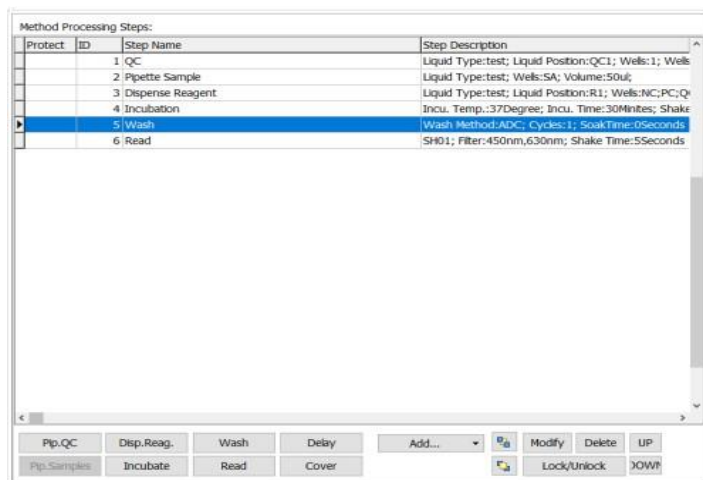 Method Processing Steps:
Protect ID Step Name Step Description
1 QC Liquid Type:test; Liquid Position:QC1; Wells:1; Wells
2 Pipette Sample Liquid Type:test; Wells:SA; Volume:50ul;
3 Dispense Reagent Liquid Type:test; Liquid Position:R1; Wells:NC;PC;Q
4 Incubation Incu. Temp.:37Degree; Incu. Time:30Minites; Shake
5 Wash Wash Method:ADC; Cycles:1; SoakTime:0Seconds
6 Read SH01; Filter:450nm,630nm; Shake Time:5Seconds
Pip.QC Disp.Reag. Wash Delay Add... Modify Delete UP
Pip.Samples Incubate Read Cover Lock/Unlock DOWN